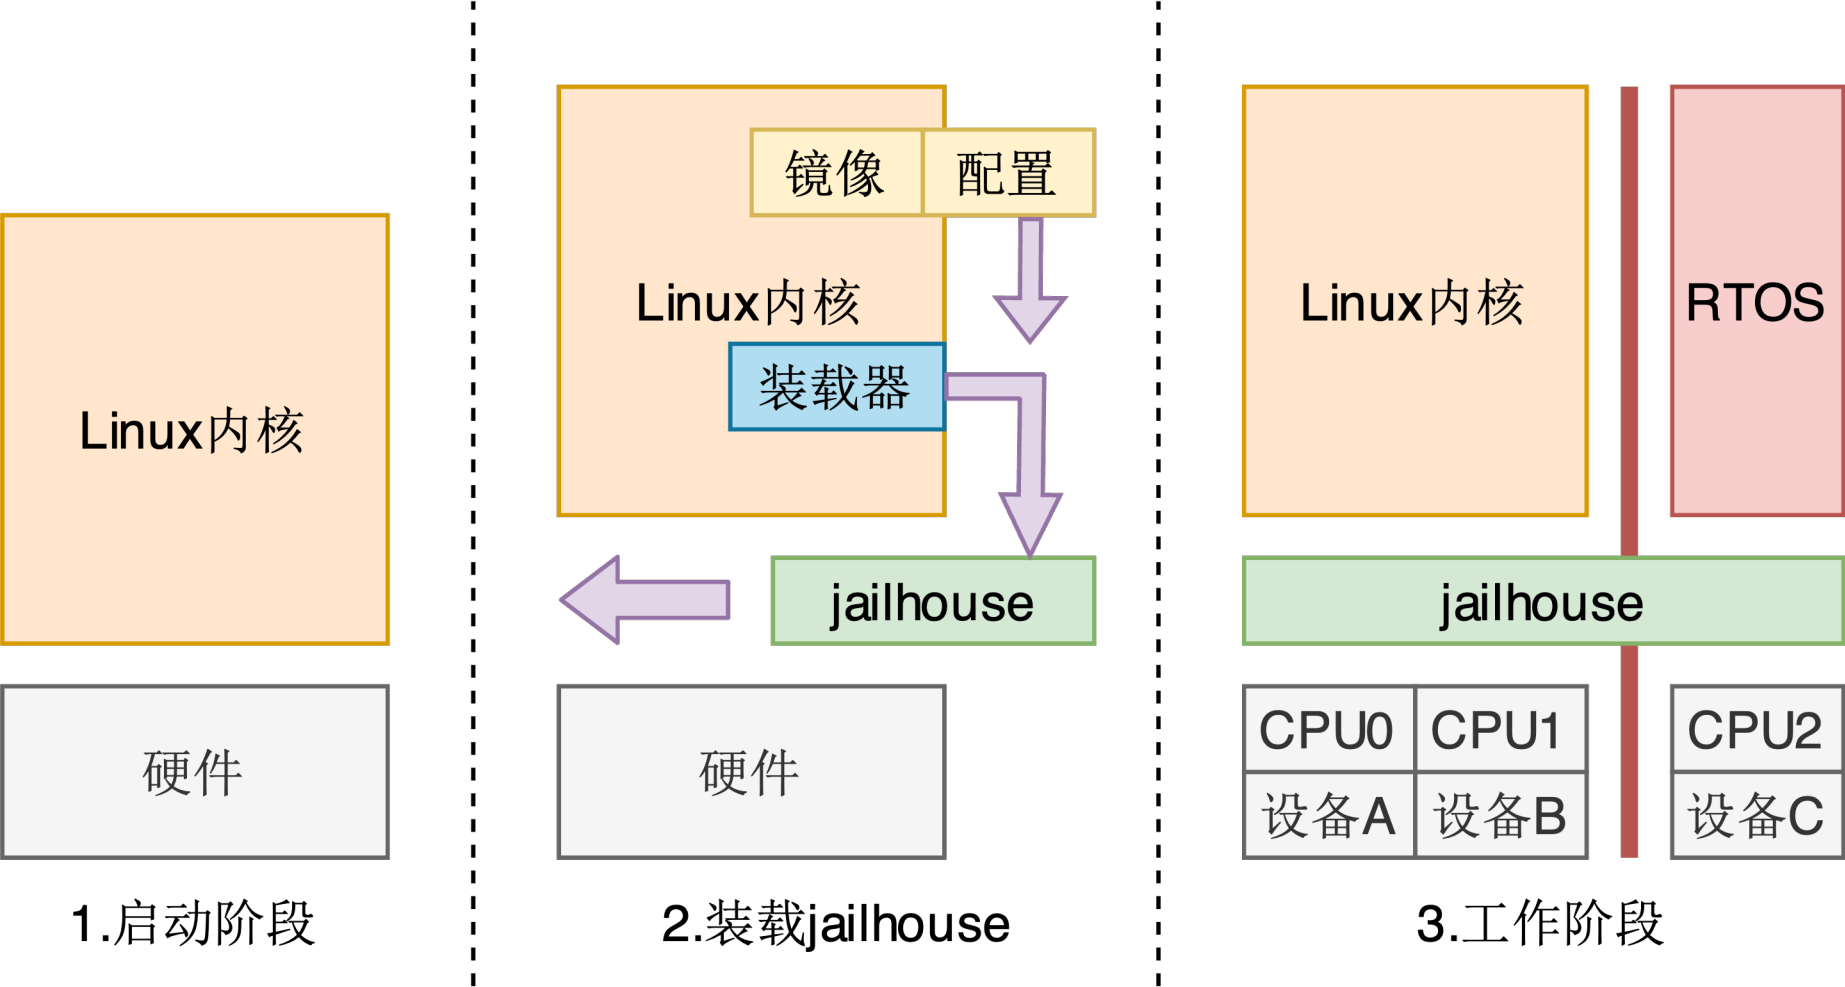 Linux内核
硬件
1.启动阶段
镜像 配置
Linux内核
装载器
jailhouse
硬件
2.装载jailhouse
Linux内核 RTOS
jailhouse
CPU0 CPU1 CPU2
设备A 设备B 设备C
3.工作阶段